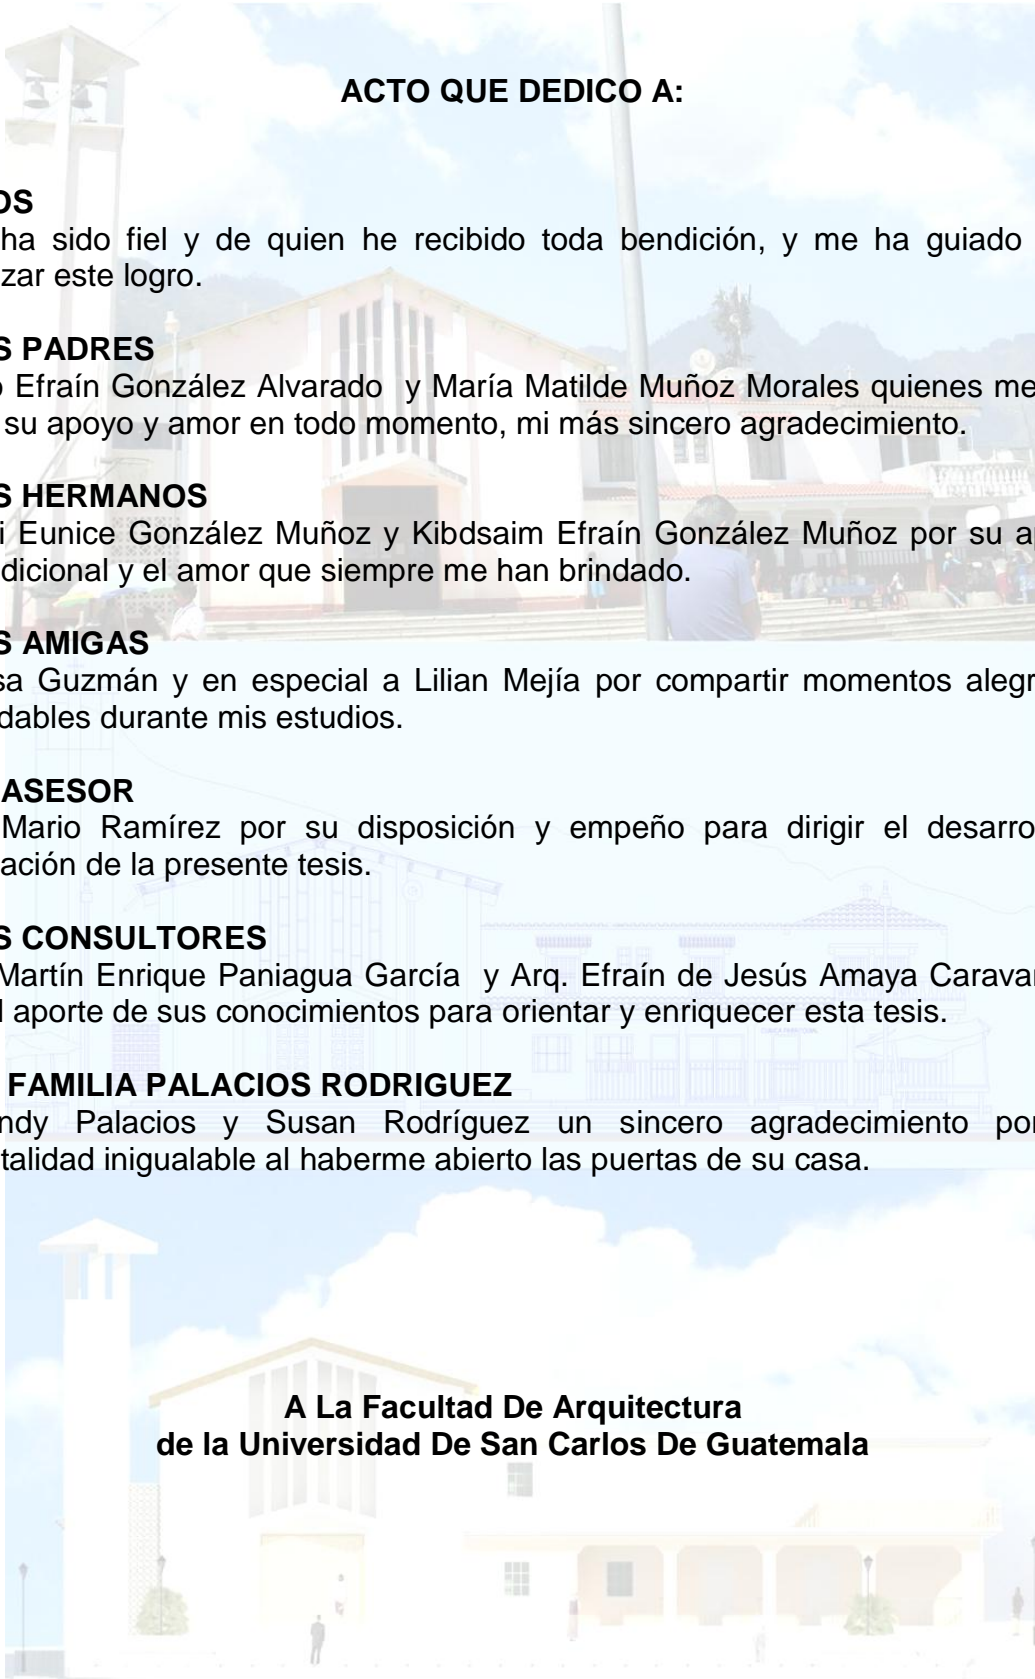 ACTO QUE DEDICO A:
OS
ha sido fiel y de quien he recibido toda bendición, y me ha guiado
zar este logro.
S PADRES
o Efraín González Alvarado y María Matilde Muñoz Morales quienes me
su apoyo y amor en todo momento, mi más sincero agradecimiento.
S HERMANOS
i Eunice González Muñoz y Kibdsaim Efraín González Muñoz por su ap
dicional y el amor que siempre me han brindado.
S AMIGAS
sa Guzmán y en especial a Lilian Mejía por compartir momentos alegr
dables durante mis estudios.
ASESOR
Mario Ramírez por su disposición y empeño para dirigir el desarro
ación de la presente tesis.
S CONSULTORES
Martín Enrique Paniagua García y Arq. Efraín de Jesús Amaya Caravan
l aporte de sus conocimientos para orientar y enriquecer esta tesis.
FAMILIA PALACIOS RODRIGUEZ
ndy Palacios y Susan Rodríguez un sincero agradecimiento por
talidad inigualable al haberme abierto las puertas de su casa.
A La Facultad De Arquitectura
de la Universidad De San Carlos De Guatemala